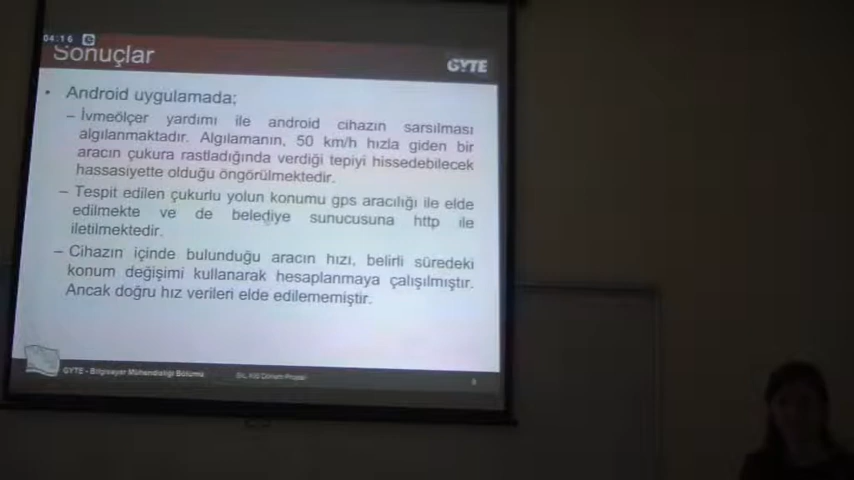 04:16
Sonuçlar
GYTE
• Android uygulamada;
– İvmeölçer yardımı ile android cihazın sarsılması
algılanmaktadır. Algılamanın, 50 km/h hızla giden bir
aracın çukura rastladığında verdiği tepiyi hissedebilecek
hassasiyette olduğu öngörülmektedir.
– Tespit edilen çukurlu yolun konumu gps aracılığı ile elde
edilmekte ve de belediye sunucusuna http ile
iletilmektedir.
– Cihazın içinde bulunduğu aracın hızı, belirli süredeki
konum değişimi kullanarak hesaplanmaya çalışılmıştır.
Ancak doğru hız verileri elde edilememiştir.
GYTE - Bilgisayar Mühendisliği Bölümü